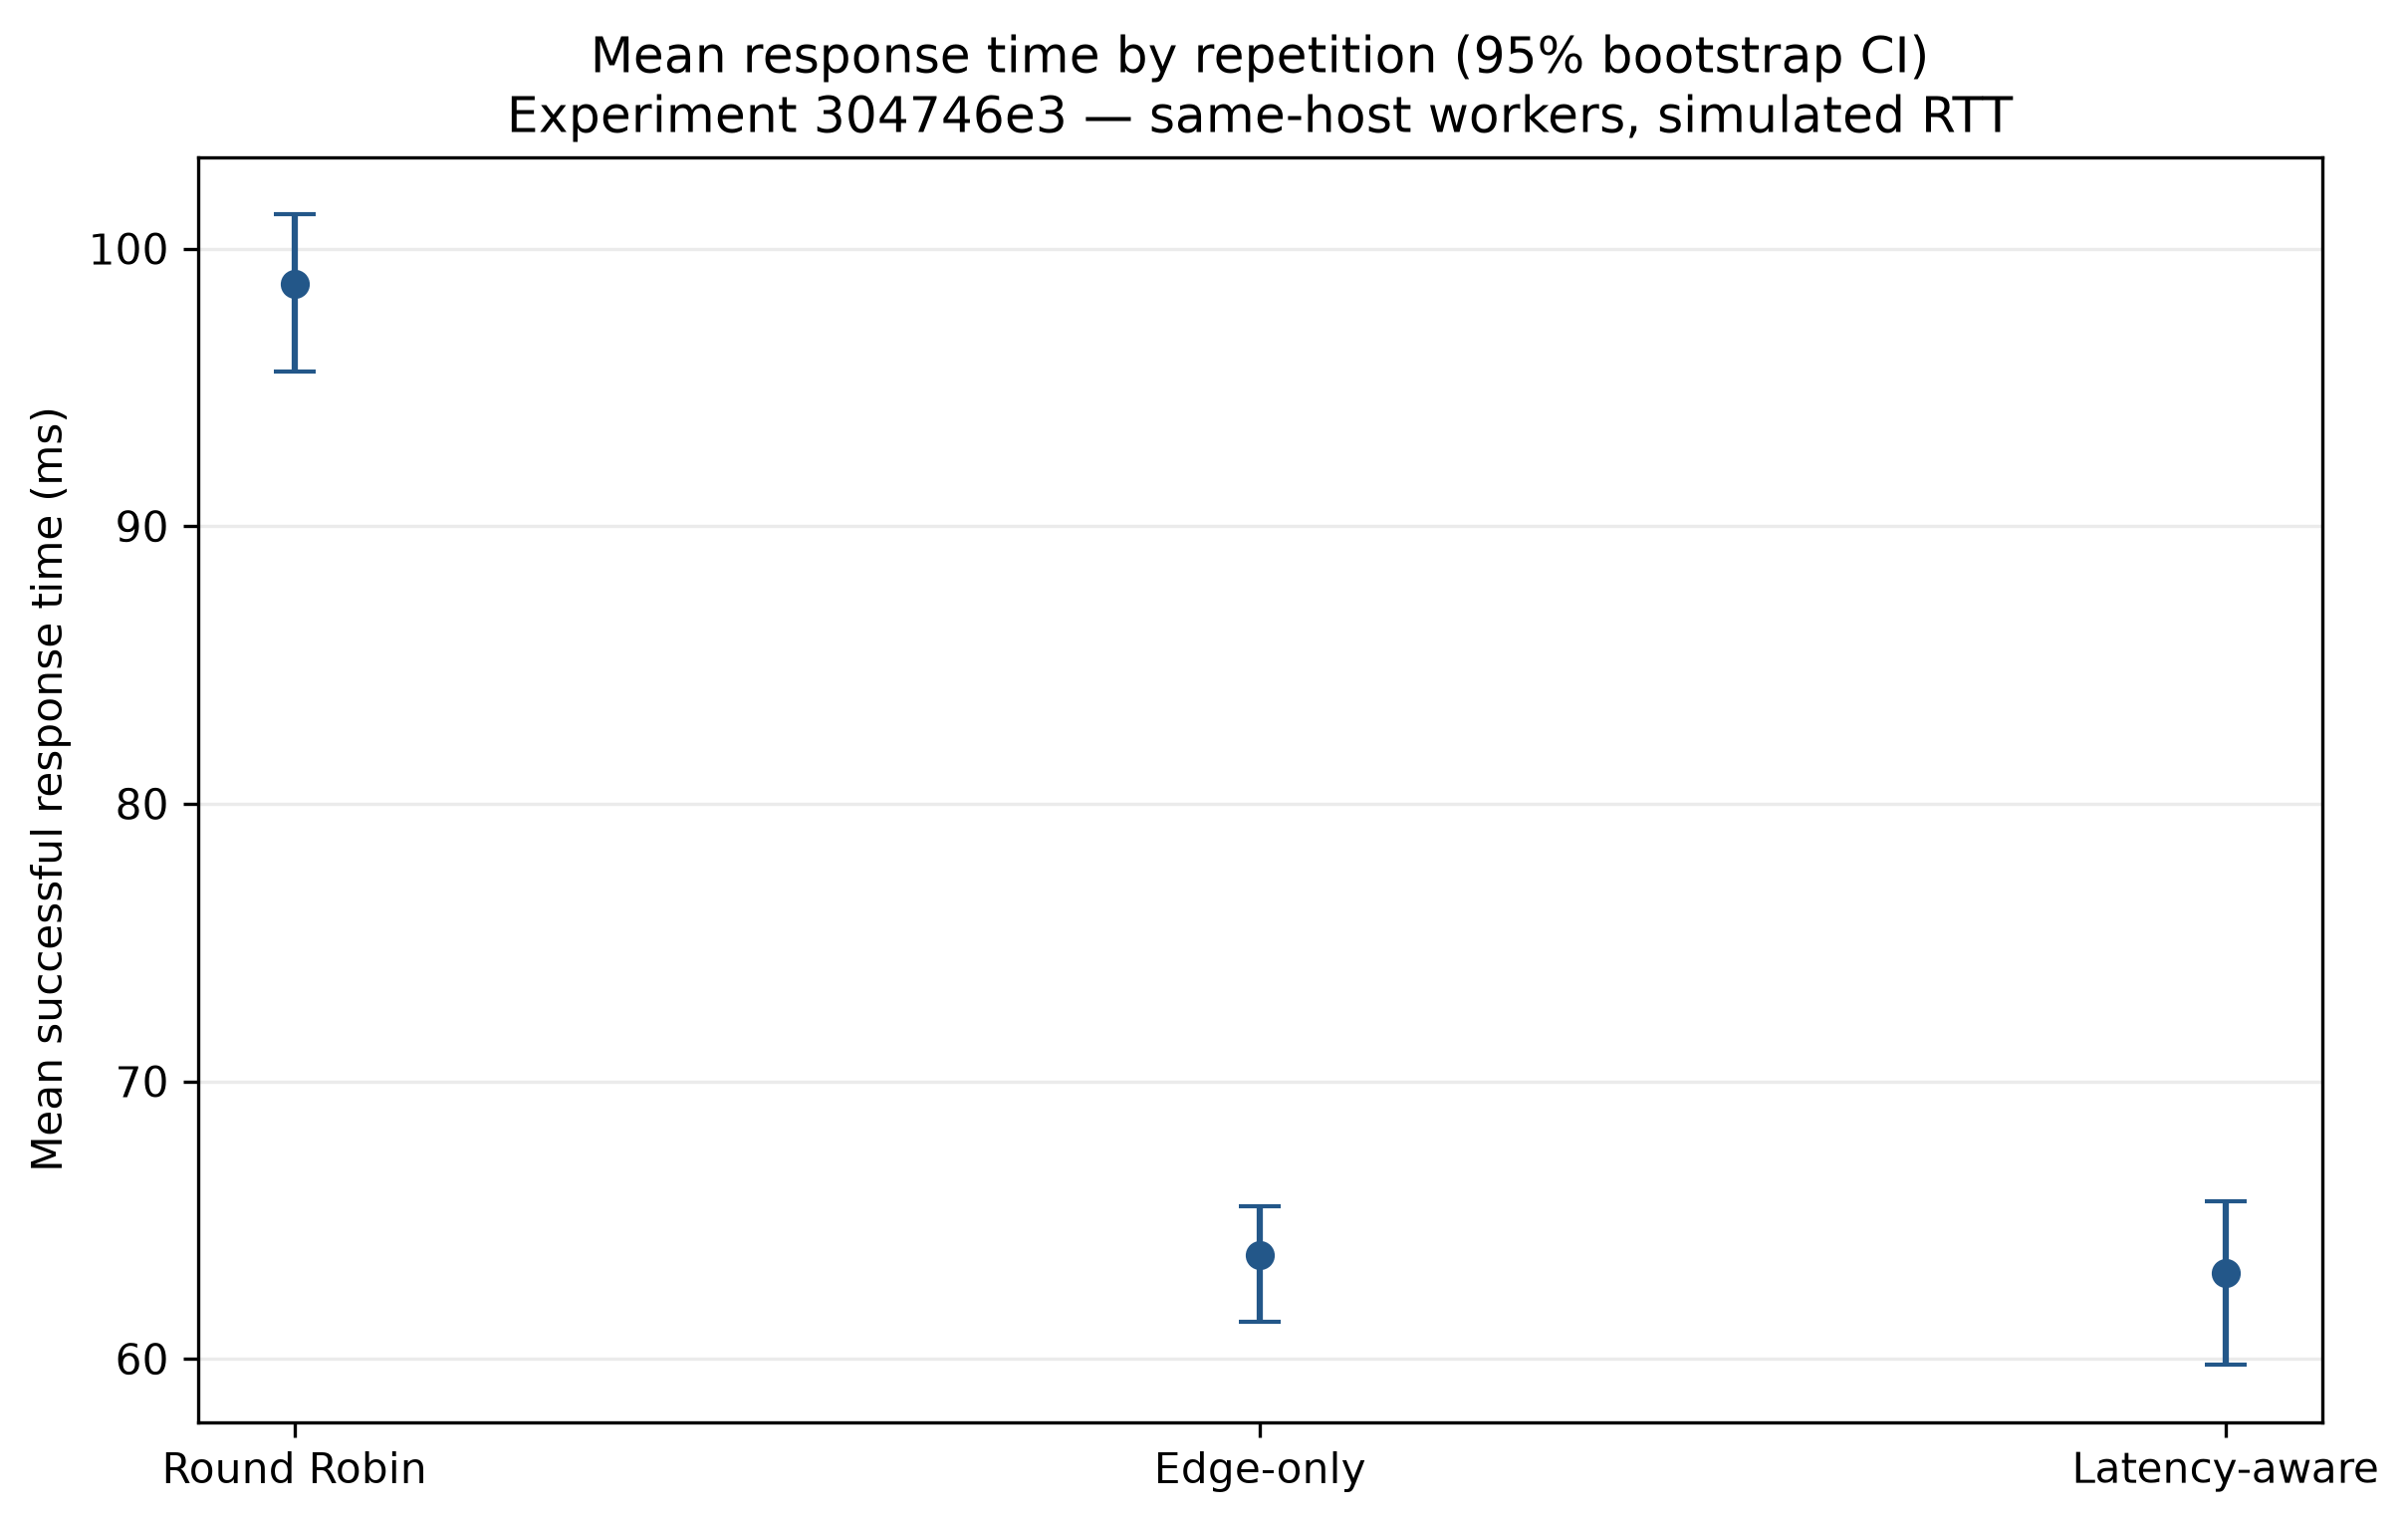 Mean response time by repetition (95% bootstrap CI)
Experiment 304746e3 — same-host workers, simulated RTT
Mean successful response time (ms)
100
90
80
70
60
Round Robin
Edge-only
Latency-aware